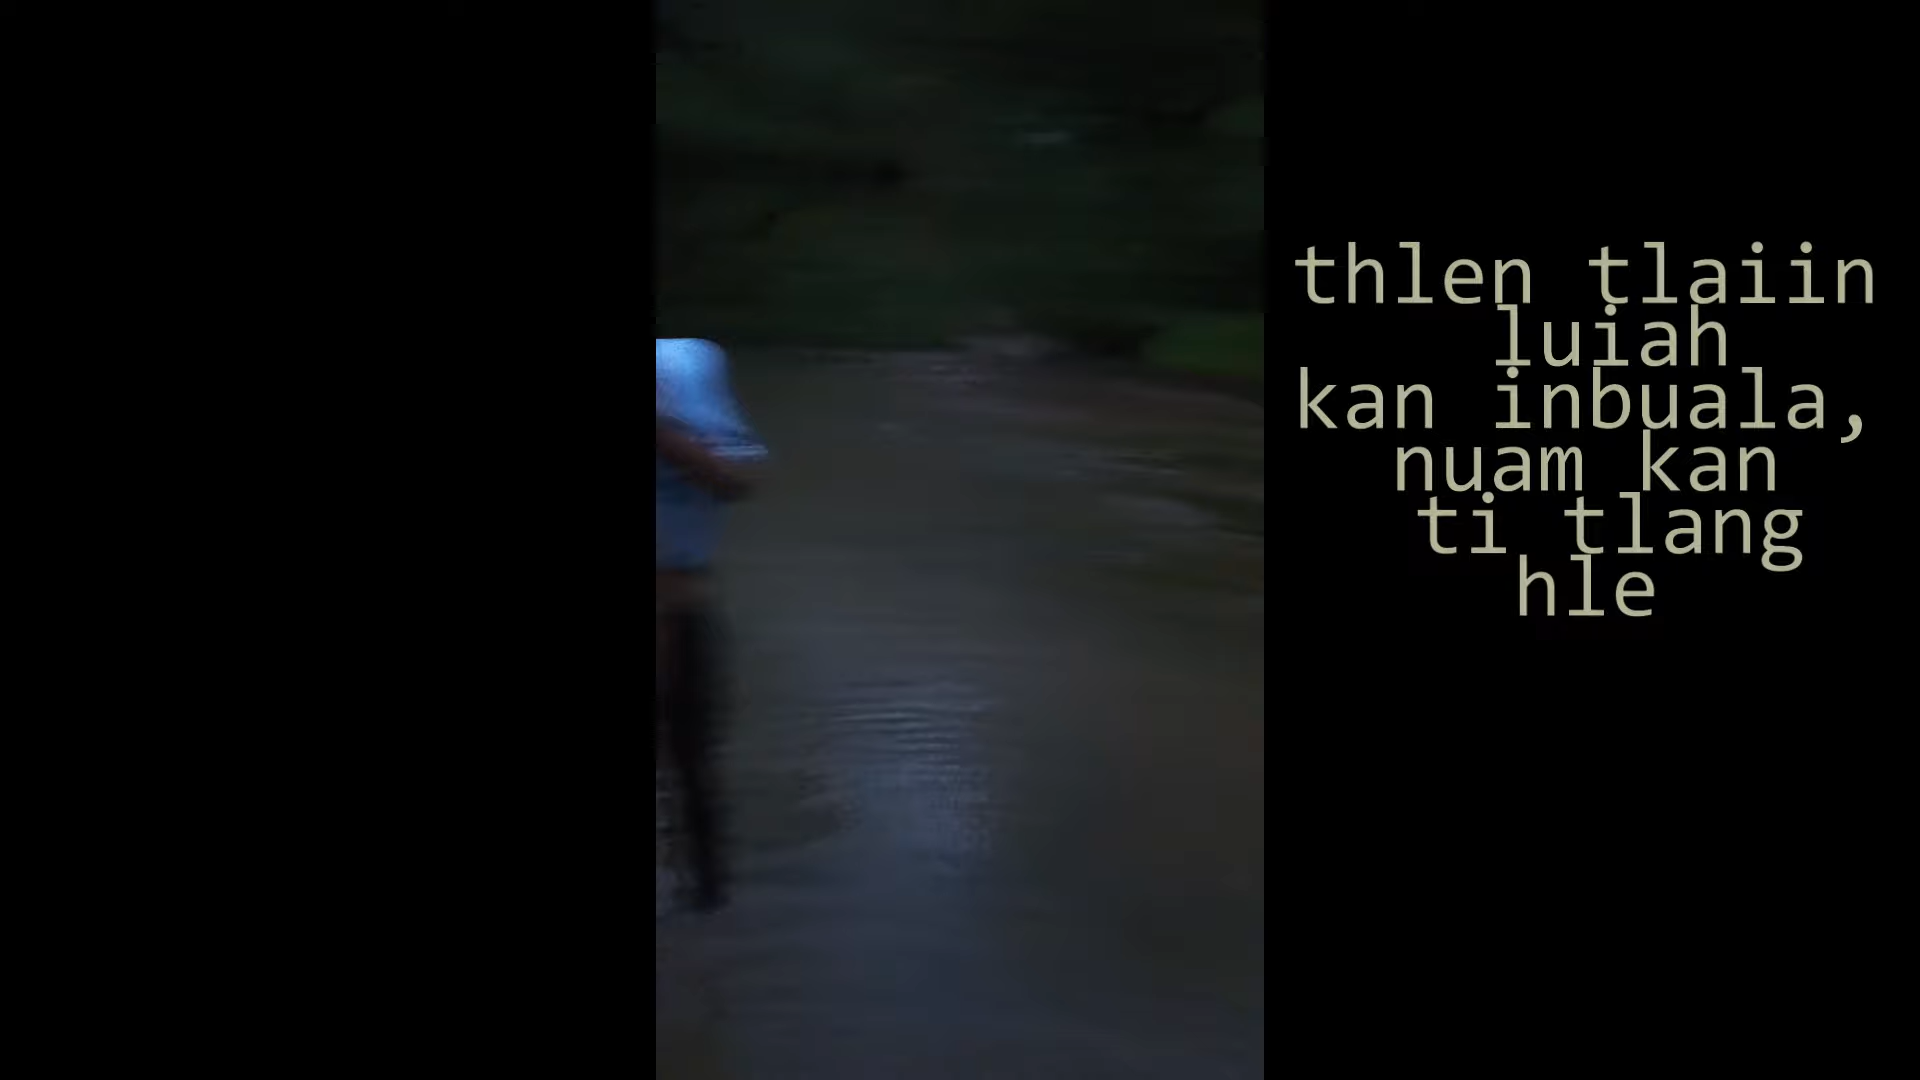 thlen tlaiin
luiah
kan inbuala,
nuam kan
ti tlang
hle